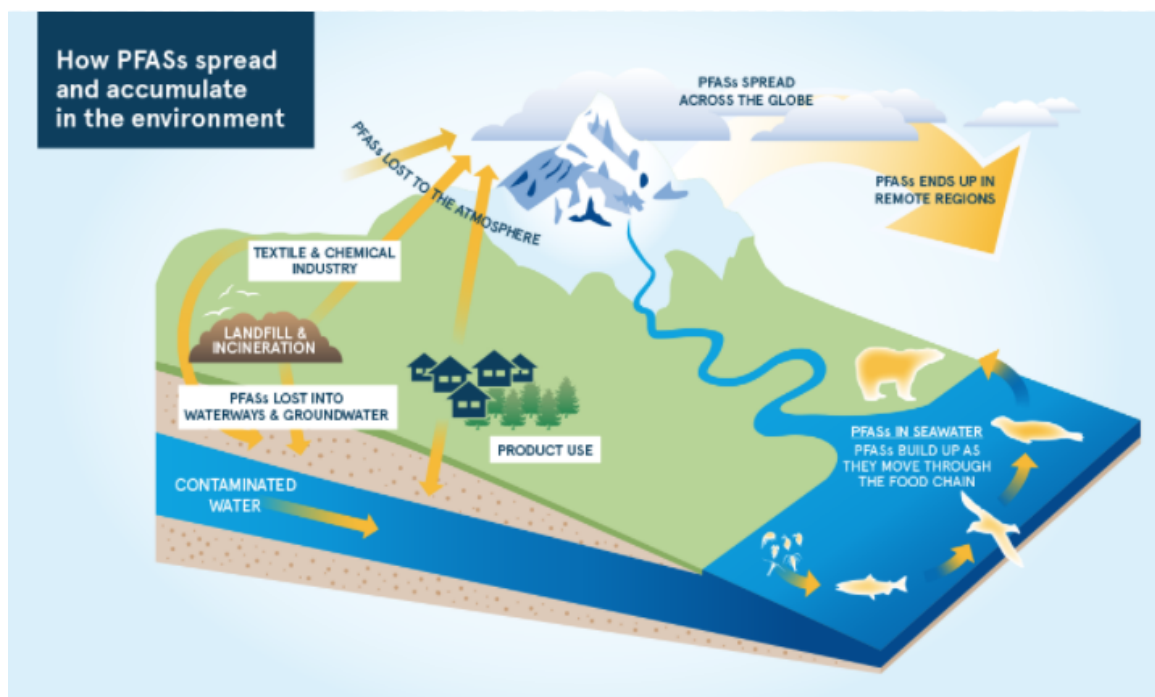 How PFASs spread
and accumulate
in the environment
PFASs SPREAD
ACROSS THE GLOBE
PFASs LOST TO THE ATMOSPHERE
PFASs ENDS UP IN
REMOTE REGIONS
TEXTILE & CHEMICAL
INDUSTRY
LANDFILL &
INCINERATION
PFASs LOST INTO
WATERWAYS & GROUNDWATER
PRODUCT USE
CONTAMINATED
WATER
PFASs IN SEAWATER
PFASs BUILD UP AS
THEY MOVE THROUGH
THE FOOD CHAIN